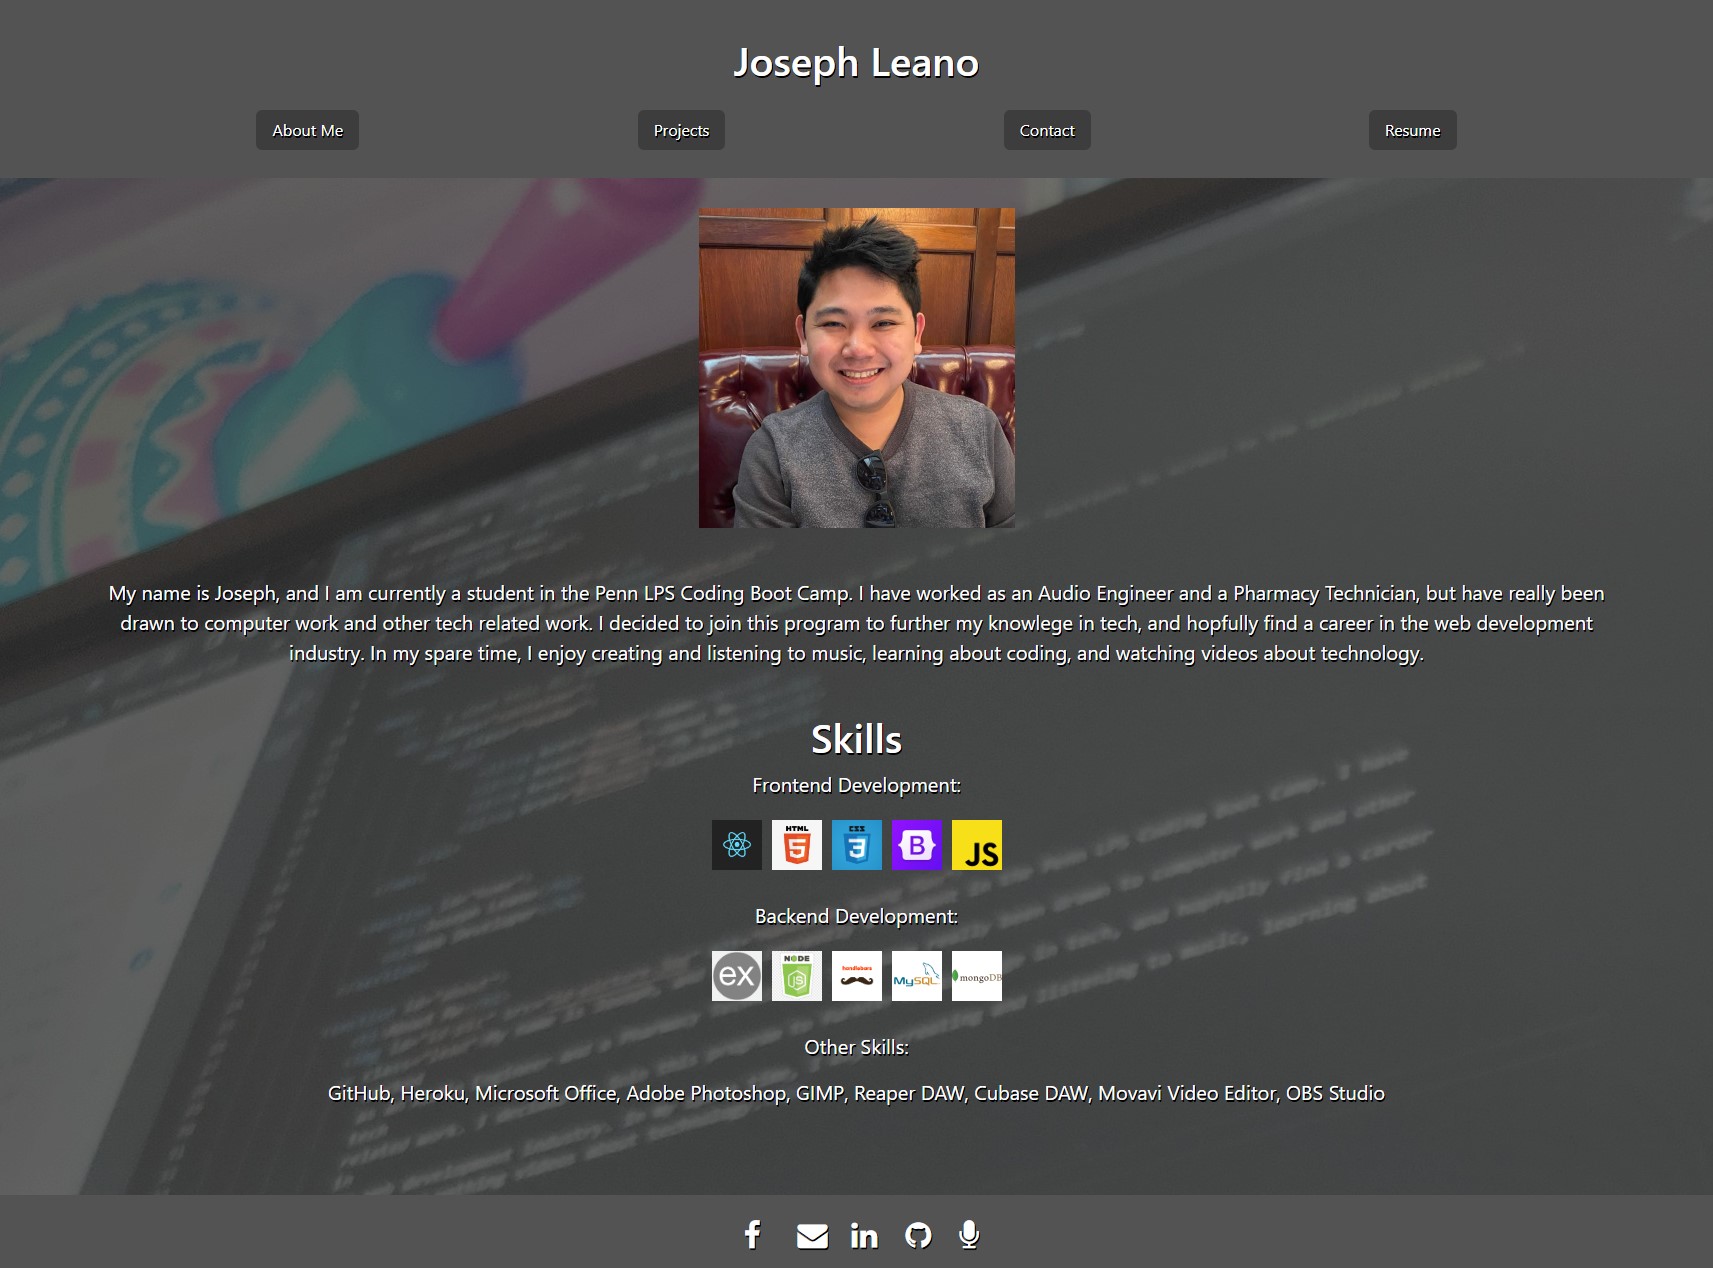 Joseph Leano
About Me Projects Contact Resume
My name is Joseph, and I am currently a student in the Penn LPS Coding Boot Camp. I have worked as an Audio Engineer and a Pharmacy Technician, but have really been
drawn to computer work and other tech related work. I decided to join this program to further my knowlege in tech, and hopfully find a career in the web development
industry. In my spare time, I enjoy creating and listening to music, learning about coding, and watching videos about technology.
Skills
Frontend Development:
HTML 5 CSS 3 B JS
Backend Development:
ex NODE JS handlebars MySQL mongoDB
Other Skills:
GitHub, Heroku, Microsoft Office, Adobe Photoshop, GIMP, Reaper DAW, Cubase DAW, Movavi Video Editor, OBS Studio